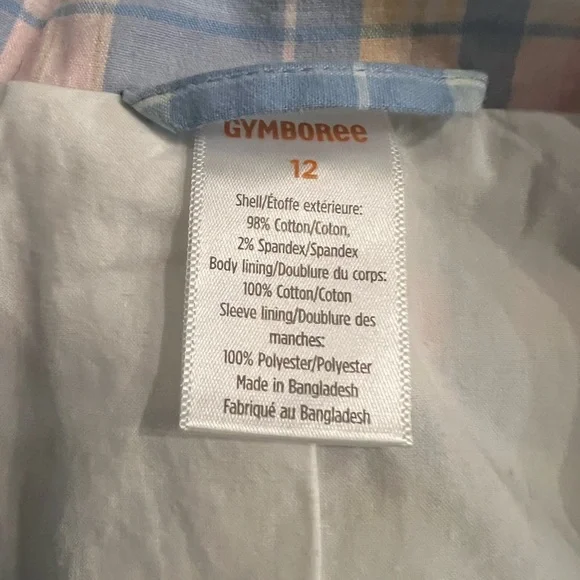 GYMBOREE
12
Shell/Étoffe extérieure:
98% Cotton/Coton,
2% Spandex/Spandex
Body lining/Doublure du corps:
100% Cotton/Coton
Sleeve lining/Doublure des
manches:
100% Polyester/Polyester
Made in Bangladesh
Fabriqué au Bangladesh